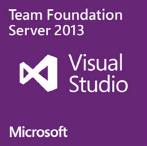 Team Foundation
Server 2013
Visual
Studio
Microsoft